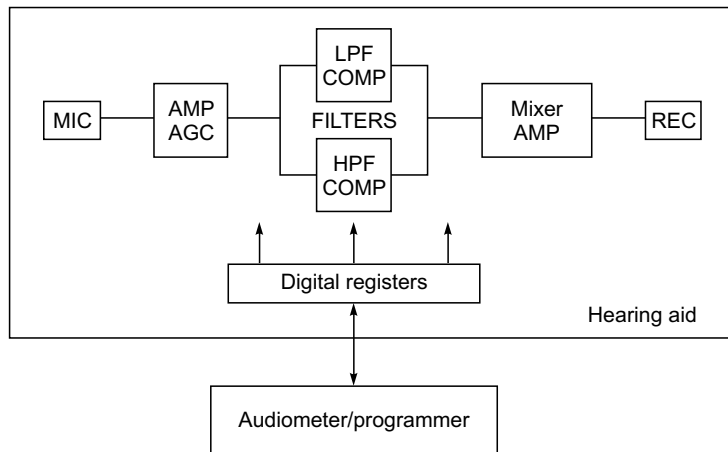 LPF
COMP
MIC
AMP
AGC
FILTERS
Mixer
AMP
REC
HPF
COMP
Digital registers
Hearing aid
Audiometer/programmer